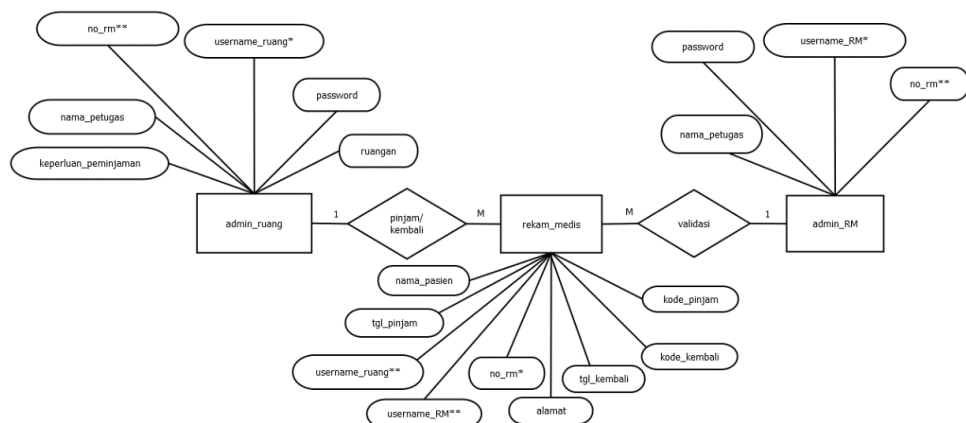 no_rm**
username_ruang*
password
nama_petugas
ruangan
keperluan_peminjaman
password
username_RM*
no_rm**
nama_petugas
admin_ruang
1
pinjam/
kembali
M
rekam_medis
M
validasi
1
admin_RM
nama_pasien
tgl_pinjam
username_ruang**
username_RM**
no_rm*
alamat
tgl_kembali
kode_kembali
kode_pinjam